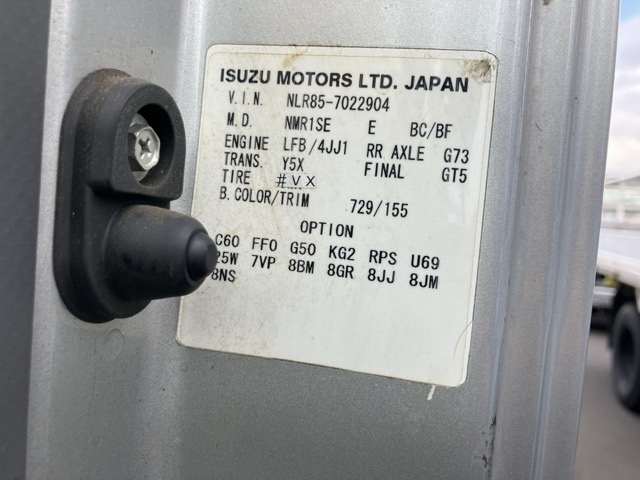 ISUZU MOTORS LTD. JAPAN
V.I.N. NLR85-7022904
M.D. NMR1SE E BC/BF
ENGINE LFB/4JJ1 RR AXLE G73
TRANS. Y5X FINAL GT5
TIRE #VX
B.COLOR/TRIM 729/155
OPTION
C60 FF0 G50 KG2 RPS U69
25W 7VP 8BM 8GR 8JJ 8JM
8NS